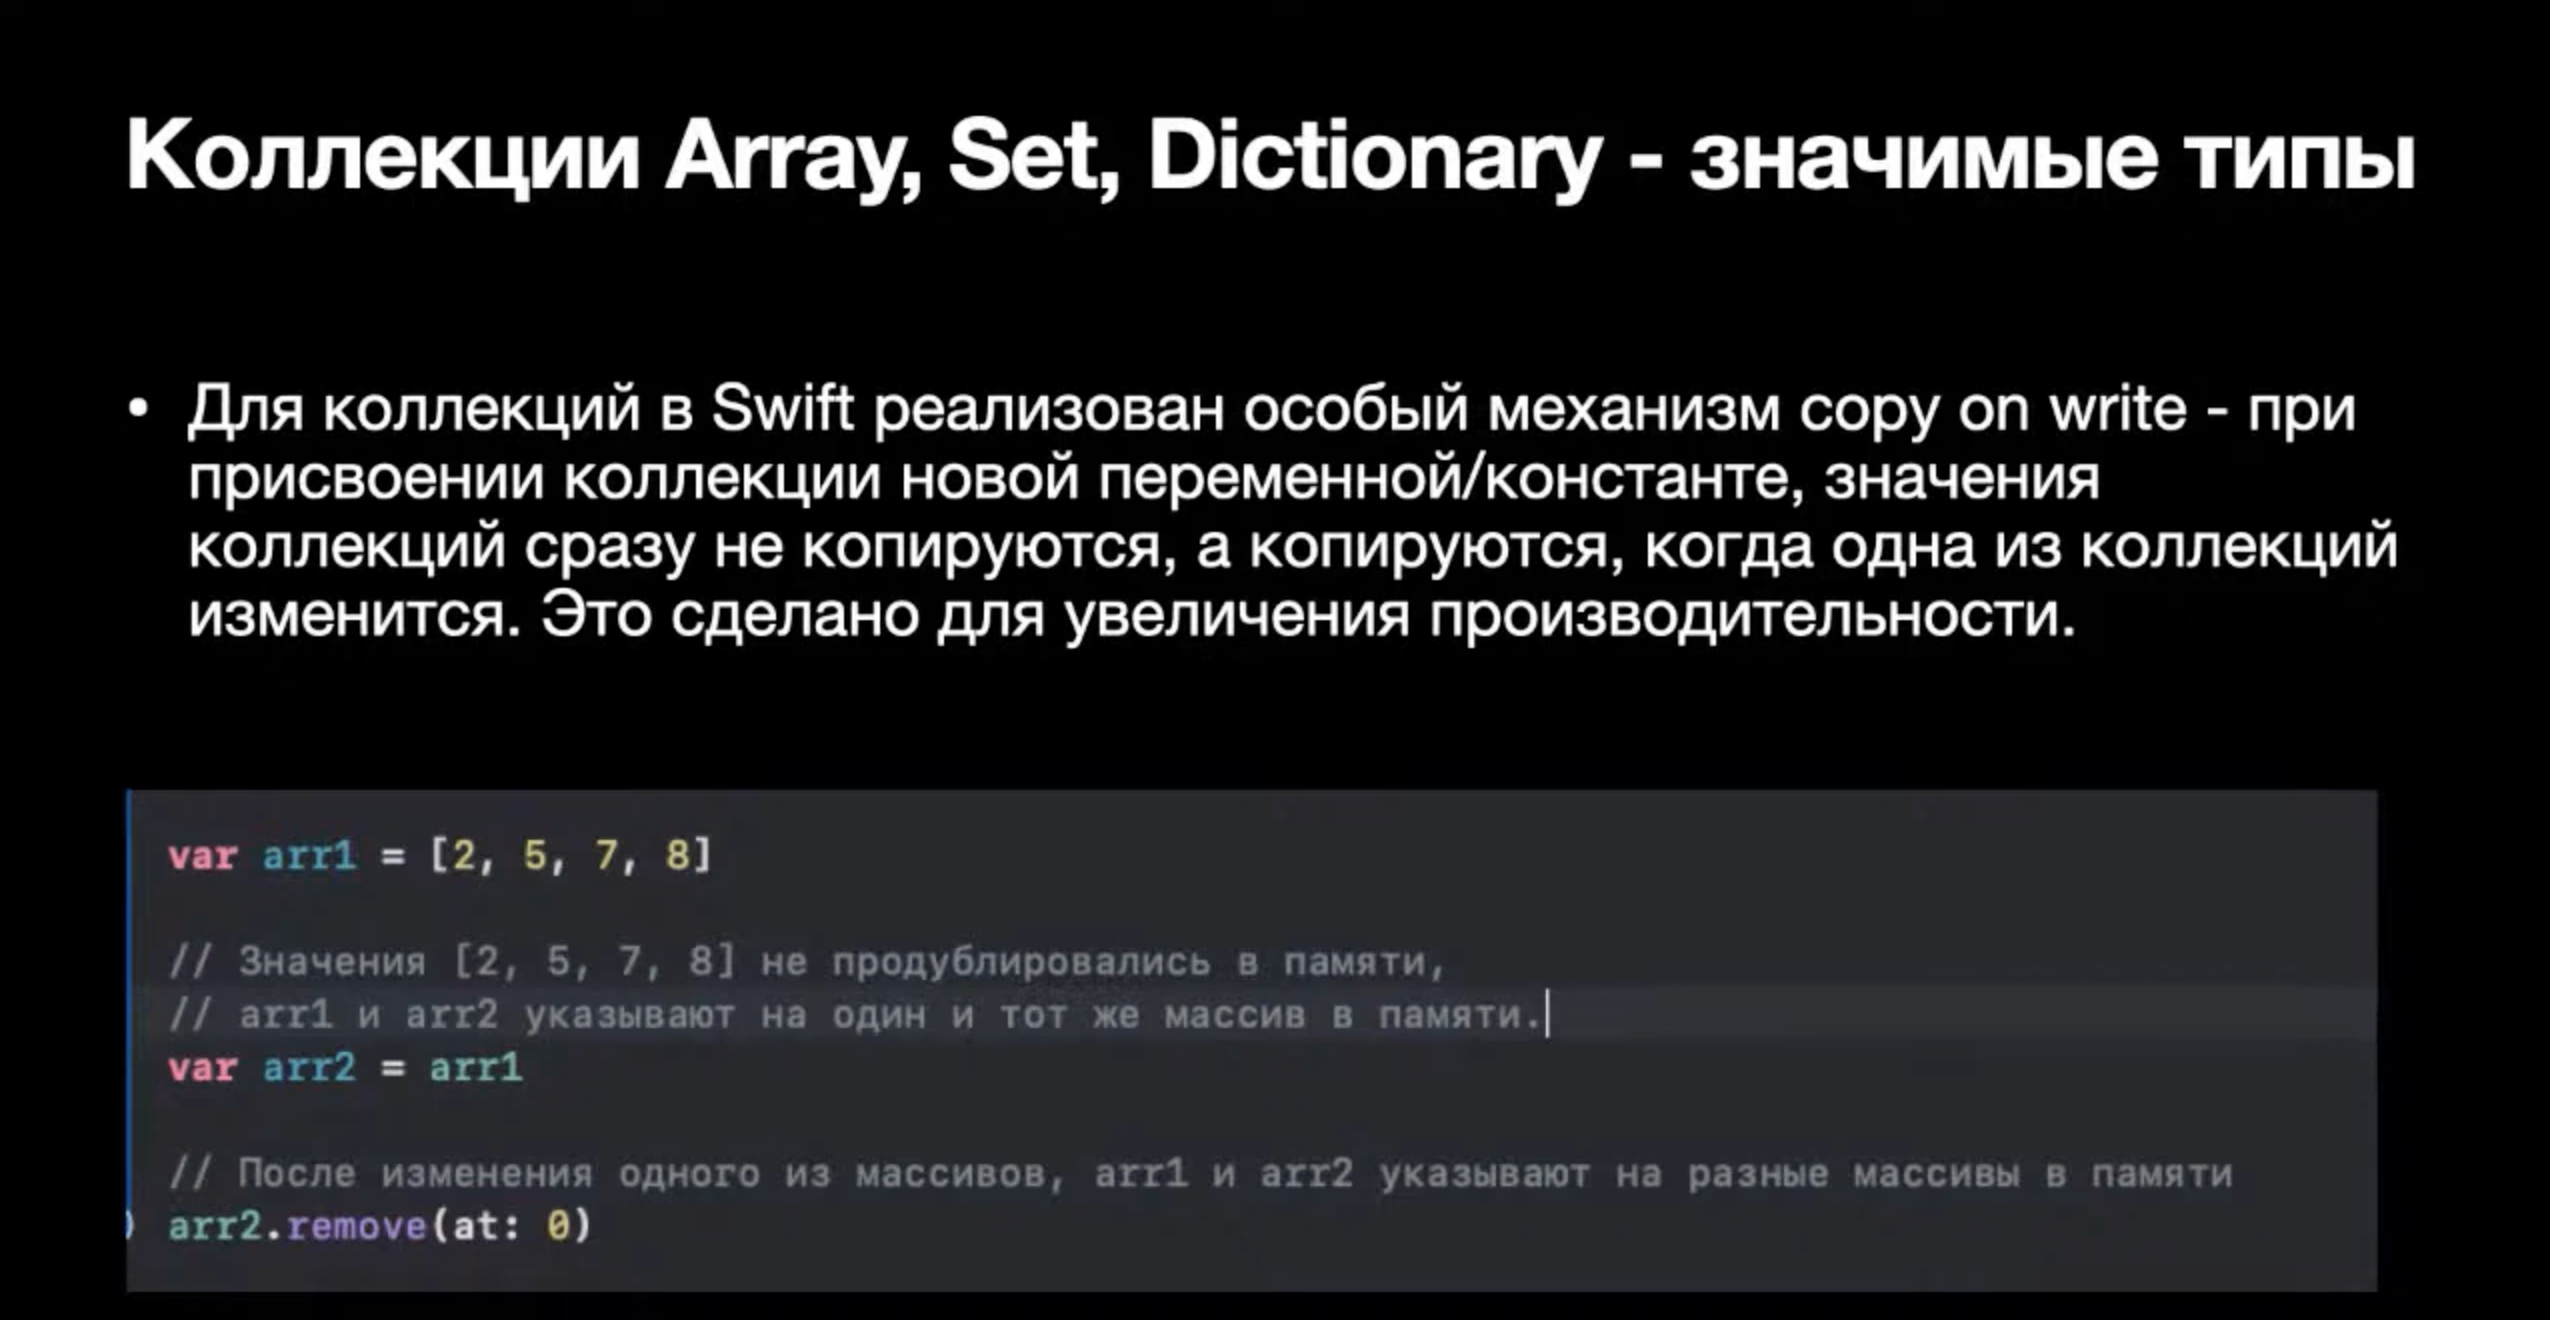 Коллекции Array, Set, Dictionary - значимые типы
• Для коллекций в Swift реализован особый механизм copy on write - при
присвоении коллекции новой переменной/константе, значения
коллекций сразу не копируются, а копируются, когда одна из коллекций
изменится. Это сделано для увеличения производительности.
var arr1 = [2, 5, 7, 8]
// Значения [2, 5, 7, 8] не продублировались в памяти,
// arr1 и arr2 указывают на один и тот же массив в памяти.
var arr2 = arr1
// После изменения одного из массивов, arr1 и arr2 указывают на разные массивы в памяти
arr2.remove(at: 0)